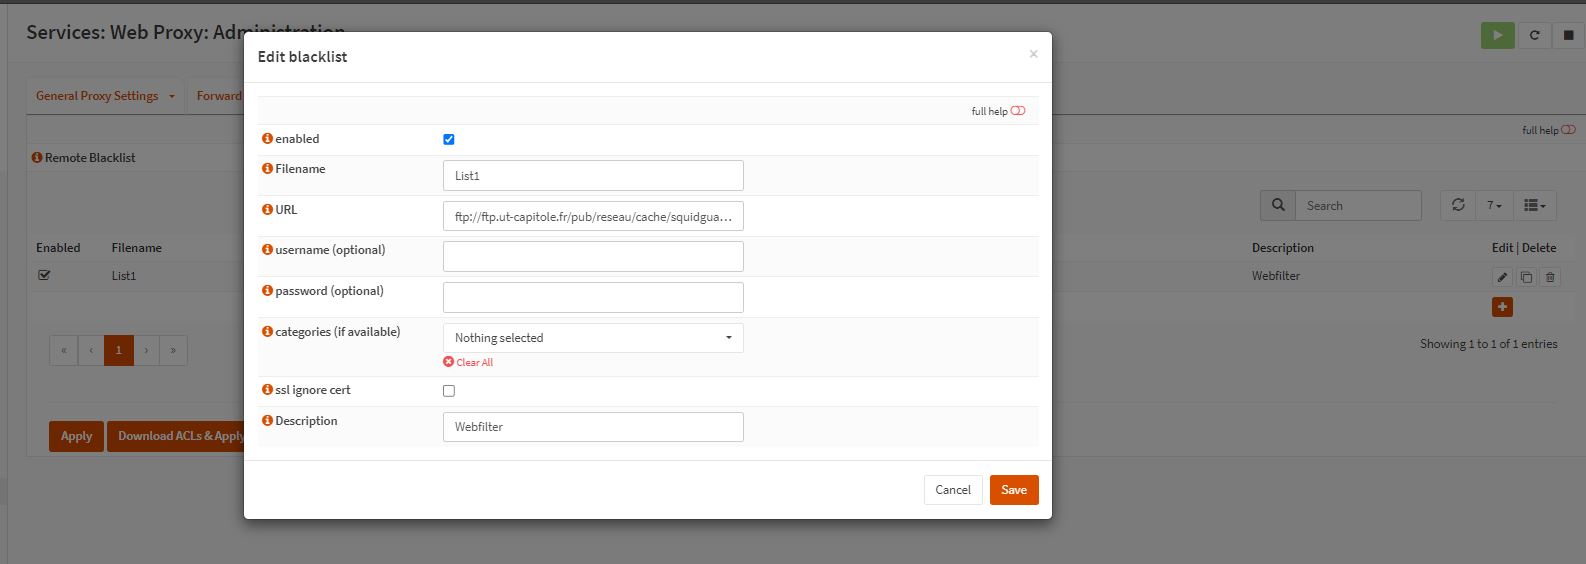 Services: Web Proxy: Administration
Edit blacklist
×
General Proxy Settings
Forward
full help
full help
enabled
Remote Blacklist
Filename
List1
URL
ftp://ftp.ut-capitole.fr/pub/reseau/cache/squidgua...
Search
7
Enabled
Filename
username (optional)
Description
Edit | Delete
List1
Webfilter
password (optional)
categories (if available)
Nothing selected
Clear All
« ‹ 1 › »
Showing 1 to 1 of 1 entries
ssl ignore cert
Description
Webfilter
Apply
Download ACLs & Apply
Cancel
Save